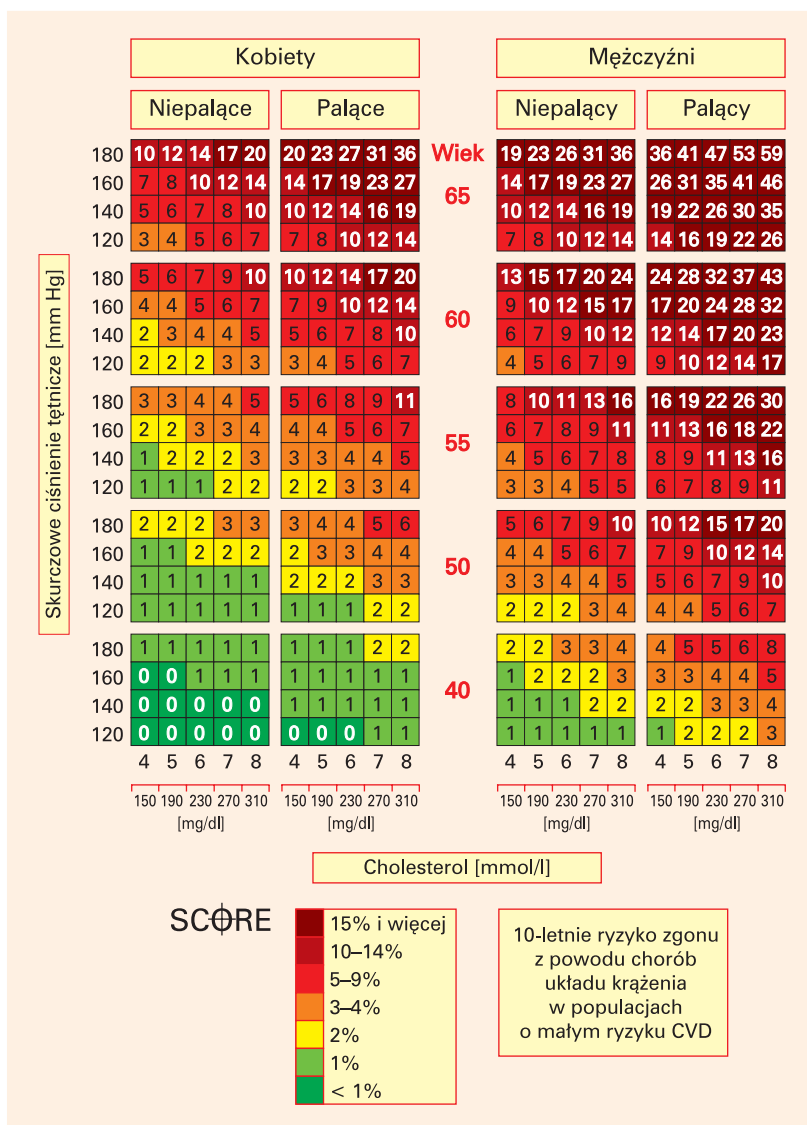 Kobiety Mężczyźni
Niepalące Palące Niepalący Palący
180 10 12 14 17 20 20 23 27 31 36 Wiek 19 23 26 31 36 36 41 47 53 59
160 7 8 10 12 14 14 17 19 23 27 65 14 17 19 23 27 26 31 35 41 46
140 5 6 7 8 10 10 12 14 16 19 10 12 14 16 19 19 22 26 30 35
120 3 4 5 6 7 7 8 10 12 14 7 8 10 12 14 14 16 19 22 26
180 5 6 7 9 10 10 12 14 17 20 60 13 15 17 20 24 24 28 32 37 43
160 4 4 5 6 7 7 9 10 12 14 9 10 12 15 17 17 20 24 28 32
140 2 3 4 4 5 5 6 7 8 10 6 7 9 10 12 12 14 17 20 23
120 2 2 2 3 3 3 4 5 6 7 4 5 6 7 9 9 10 12 14 17
180 3 3 4 4 5 5 6 8 9 11 55 8 10 11 13 16 16 19 22 26 30
160 2 2 3 3 4 4 4 5 6 7 6 7 8 9 11 11 13 16 18 22
140 1 2 2 2 3 3 3 4 4 5 4 5 6 7 8 8 9 11 13 16
120 1 1 1 2 2 2 2 3 3 4 3 3 4 5 5 6 7 8 9 11
180 2 2 2 3 3 3 4 4 5 6 50 5 6 7 9 10 10 12 15 17 20
160 1 1 2 2 2 2 3 3 4 4 4 4 5 6 7 7 9 10 12 14
140 1 1 1 1 1 2 2 2 3 3 3 3 4 4 5 5 6 7 9 10
120 1 1 1 1 1 1 1 1 2 2 2 2 2 3 4 4 4 5 6 7
180 1 1 1 1 1 1 1 1 2 2 40 2 2 3 3 4 4 5 5 6 8
160 0 0 1 1 1 1 1 1 1 1 1 2 2 2 3 3 3 4 4 5
140 0 0 0 0 0 1 1 1 1 1 1 1 1 2 2 2 2 3 3 4
120 0 0 0 0 0 0 0 0 1 1 1 1 1 1 1 1 2 2 2 3
4 5 6 7 8 4 5 6 7 8 4 5 6 7 8 4 5 6 7 8
150 190 230 270 310 150 190 230 270 310 150 190 230 270 310 150 190 230 270 310
[mg/dl] [mg/dl] [mg/dl] [mg/dl]
Skurczowe ciśnienie tętnicze [mm Hg]
Cholesterol [mmol/l]
SCORE
15% i więcej
10–14%
5–9%
3–4%
2%
1%
< 1%
10-letnie ryzyko zgonu
z powodu chorób
układu krążenia
w populacjach
o małym ryzyku CVD